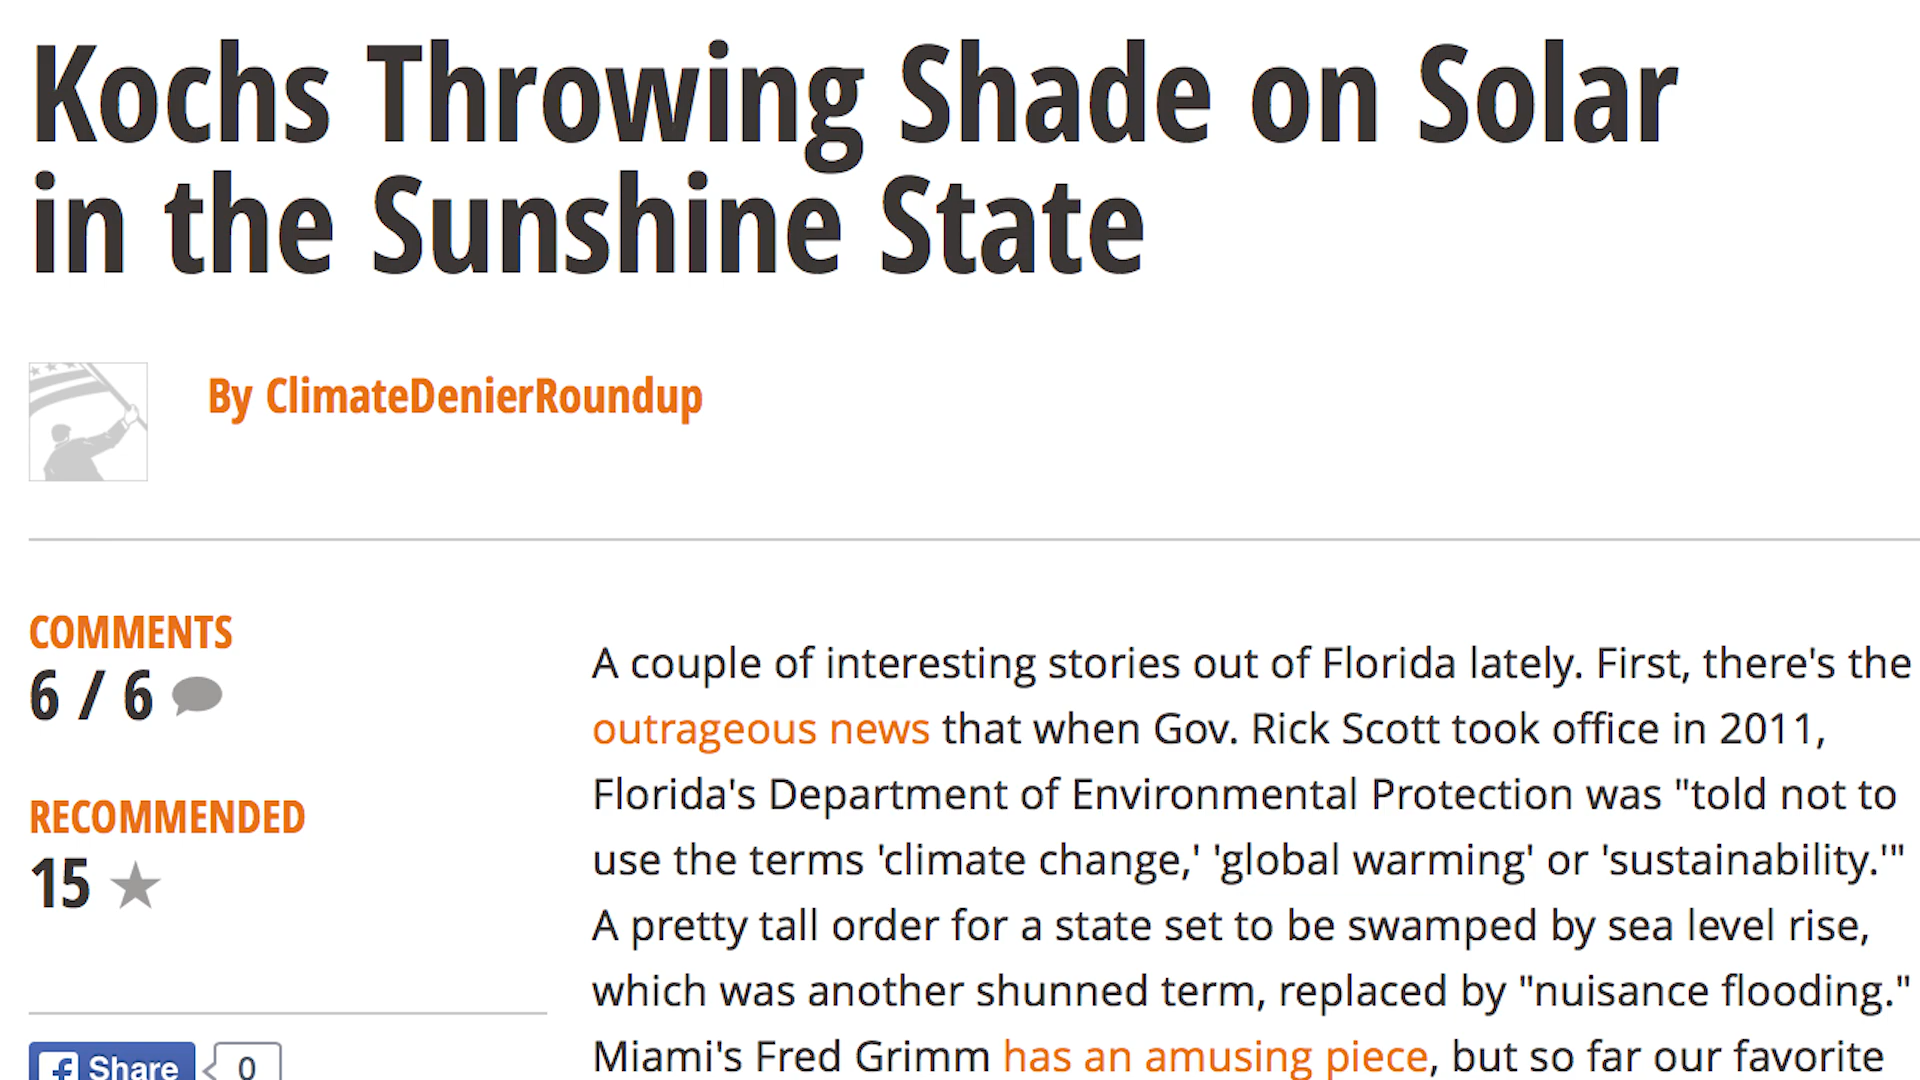 Kochs Throwing Shade on Solar
in the Sunshine State
By ClimateDenierRoundup
COMMENTS
6 / 6
RECOMMENDED
15
Share
0
A couple of interesting stories out of Florida lately. First, there's the
outrageous news that when Gov. Rick Scott took office in 2011,
Florida's Department of Environmental Protection was "told not to
use the terms 'climate change,' 'global warming' or 'sustainability.'"
A pretty tall order for a state set to be swamped by sea level rise,
which was another shunned term, replaced by "nuisance flooding."
Miami's Fred Grimm has an amusing piece, but so far our favorite